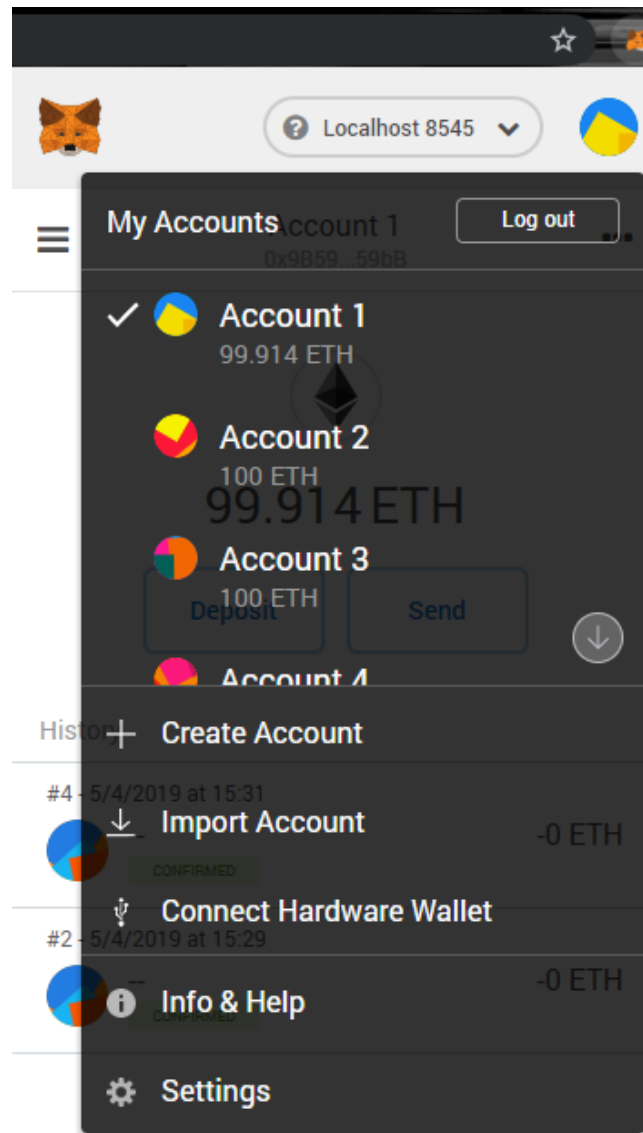 Localhost 8545
My Accounts
Log out
Account 1
0x9B59...59bB
Account 1
99.914 ETH
Account 2
100 ETH
99.914 ETH
Account 3
100 ETH
Deposit
Send
Account 4
History
Create Account
#4 - 5/4/2019 at 15:31
Import Account
--
-0 ETH
CONFIRMED
Connect Hardware Wallet
#2 - 5/4/2019 at 15:29
--
-0 ETH
Info & Help
CONFIRMED
Settings